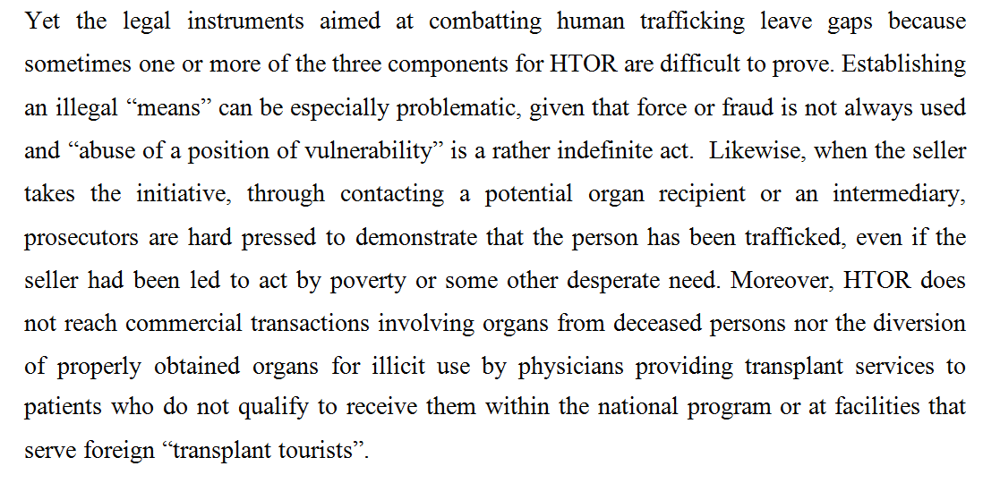 Yet the legal instruments aimed at combatting human trafficking leave gaps because
sometimes one or more of the three components for HTOR are difficult to prove. Establishing
an illegal “means” can be especially problematic, given that force or fraud is not always used
and “abuse of a position of vulnerability” is a rather indefinite act.  Likewise, when the seller
takes the initiative, through contacting a potential organ recipient or an intermediary,
prosecutors are hard pressed to demonstrate that the person has been trafficked, even if the
seller had been led to act by poverty or some other desperate need. Moreover, HTOR does
not reach commercial transactions involving organs from deceased persons nor the diversion
of properly obtained organs for illicit use by physicians providing transplant services to
patients who do not qualify to receive them within the national program or at facilities that
serve foreign “transplant tourists”.